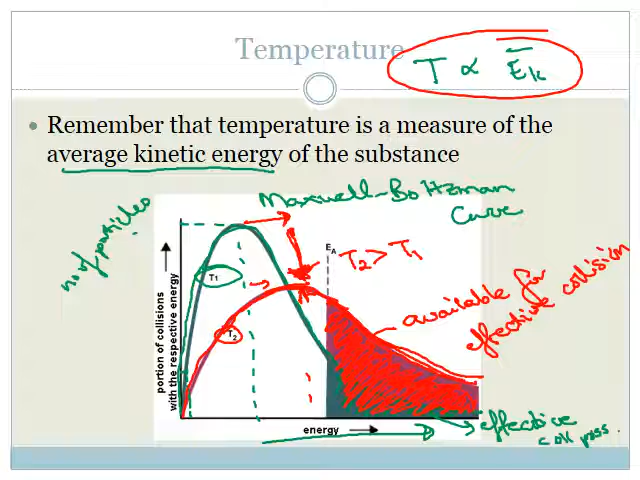 Temperature
T ∝ Ēk
• Remember that temperature is a measure of the
average kinetic energy of the substance
Maxwell-Boltzman
Curve
no of particles
EA
T2 > T1
T1
T2
available for
effective collision
portion of collisions
with the respective energy
energy
effective
coll poss.